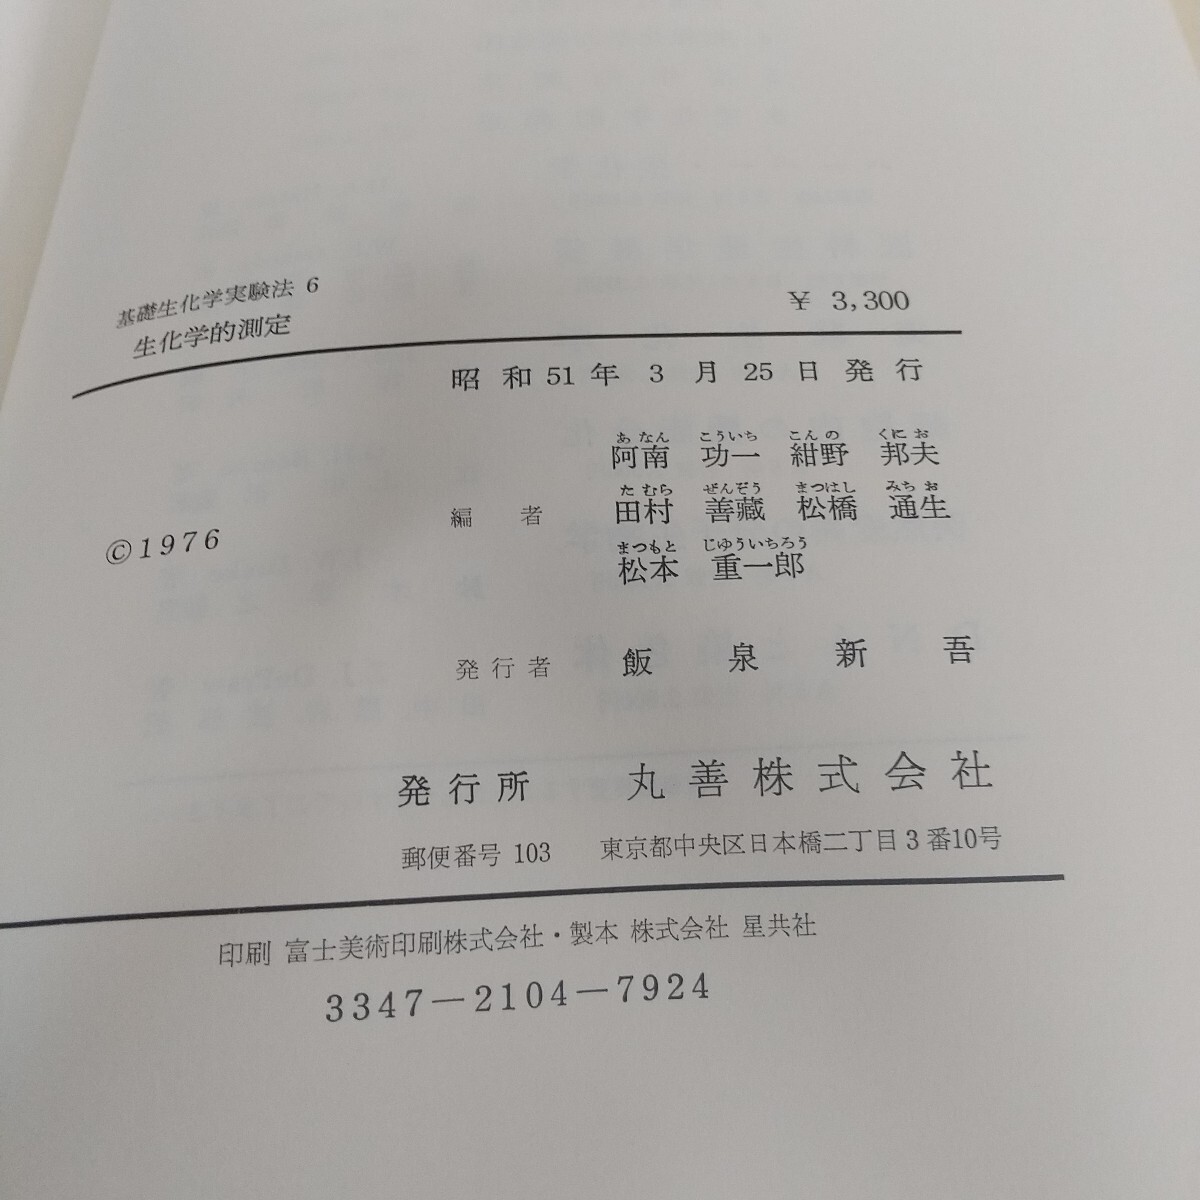 基礎生化学実験法 6
生化学的測定
¥ 3,300
昭和51年 3月25日発行
あなん こういち こんの くにお
阿南 功一 紺野 邦夫
たむら ぜんぞう まつはし みちお
編者 田村 善藏 松橋 通生
©1976
まつもと じゆういちろう
松本 重一郎
発行者 飯泉新吾
発行所 丸善株式会社
郵便番号 103 東京都中央区日本橋二丁目3番10号
印刷 富士美術印刷株式会社・製本 株式会社 星共社
3347-2104-7924